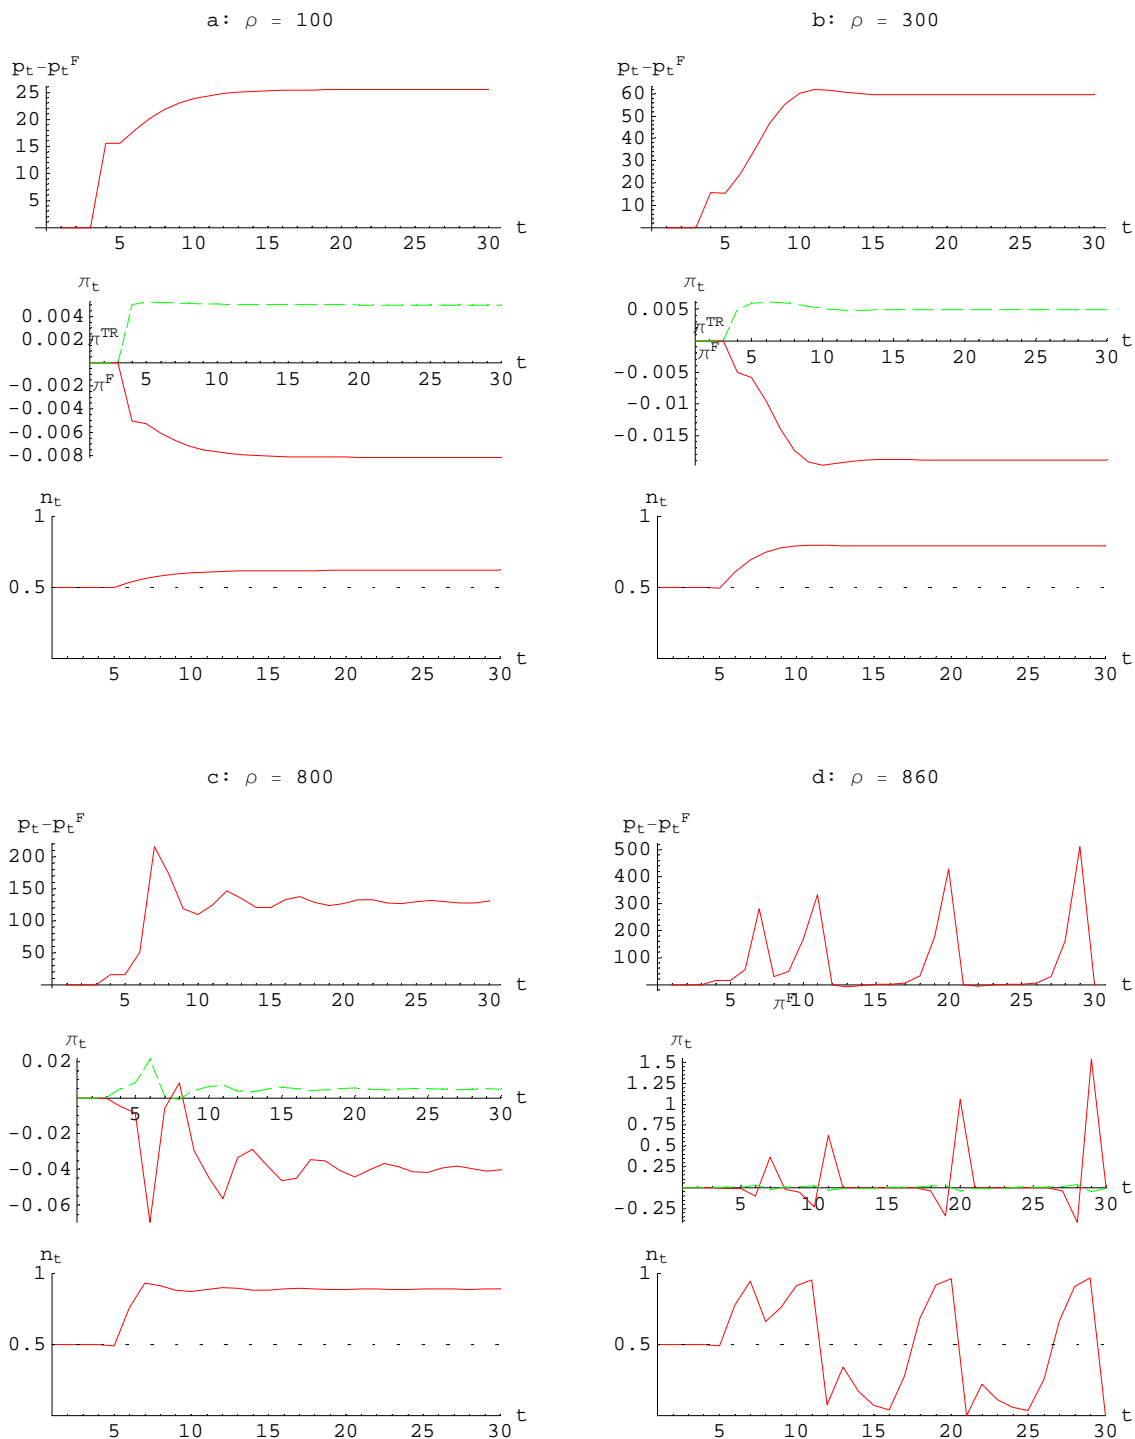 a: ρ = 100
pt-ptF
25
20
15
10
5
5 10 15 20 25 30 t
πt
0.004
0.002
πTR
5 10 15 20 25 30 t
πF
-0.002
-0.004
-0.006
-0.008
nt
1
0.5
5 10 15 20 25 30 t
b: ρ = 300
pt-ptF
60
50
40
30
20
10
5 10 15 20 25 30 t
πt
0.005
πTR
πF
5 10 15 20 25 30 t
-0.005
-0.01
-0.015
nt
1
0.5
5 10 15 20 25 30 t
c: ρ = 800
pt-ptF
200
150
100
50
5 10 15 20 25 30 t
πt
0.02
5 10 15 20 25 30 t
-0.02
-0.04
-0.06
nt
1
0.5
5 10 15 20 25 30 t
d: ρ = 860
pt-ptF
500
400
300
200
100
5 10 15 20 25 30 t
πF
πt
1.5
1.25
1
0.75
0.5
0.25
5 10 15 20 25 30 t
-0.25
nt
1
0.5
5 10 15 20 25 30 t